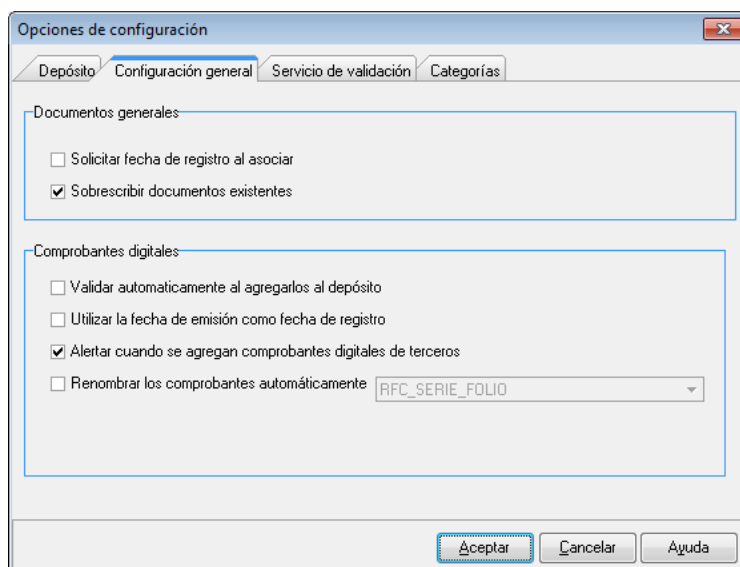 Opciones de configuración
Depósito
Configuración general
Servicio de validación
Categorías
Documentos generales
Solicitar fecha de registro al asociar
Sobrescribir documentos existentes
Comprobantes digitales
Validar automaticamente al agregarlos al depósito
Utilizar la fecha de emisión como fecha de registro
Alertar cuando se agregan comprobantes digitales de terceros
Renombrar los comprobantes automáticamente RFC_SERIE_FOLIO
Aceptar
Cancelar
Ayuda